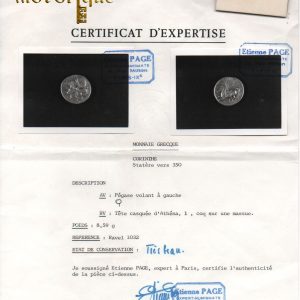 CERTIFICAT D'EXPERTISE
Etienne PAGE
Etienne PAGE
MONNAIE GRECQUE
CORINTHE
Statère vers 350
DESCRIPTION
AV : Pégase volant à gauche
RV : Tête casquée d'Athéna, 1 , coq sur une massue.
POIDS : 8,59 g
REFERENCE : Ravel 1032
ETAT DE CONSERVATION :
Je soussigné Etienne PAGE, expert à Paris, certifie l'authenticité
de la pièce ci-dessus.
Etienne PAGE